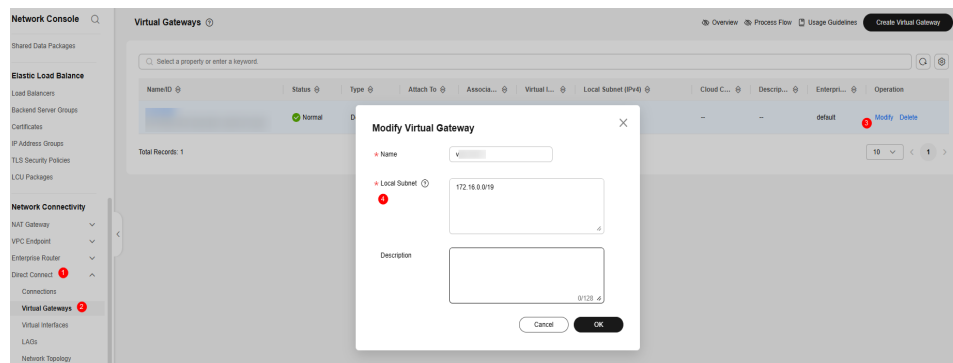 Network Console
Virtual Gateways
Overview
Process Flow
Usage Guidelines
Create Virtual Gateway
Shared Data Packages
Elastic Load Balance
Load Balancers
Backend Server Groups
Certificates
IP Address Groups
TLS Security Policies
LCU Packages
Network Connectivity
NAT Gateway
VPC Endpoint
Enterprise Router
Direct Connect 1
Connections
Virtual Gateways 2
Virtual Interfaces
LAGs
Network Topology
Select a property or enter a keyword.
Name/ID
Status
Type
Attach To
Associa...
Virtual I...
Local Subnet (IPv4)
Cloud C...
Descrip...
Enterpri...
Operation
Normal
D
--
--
default
3
Modify Delete
Total Records: 1
10
1
Modify Virtual Gateway
* Name
v
* Local Subnet
4
172.16.0.0/19
Description
0/128
Cancel
OK